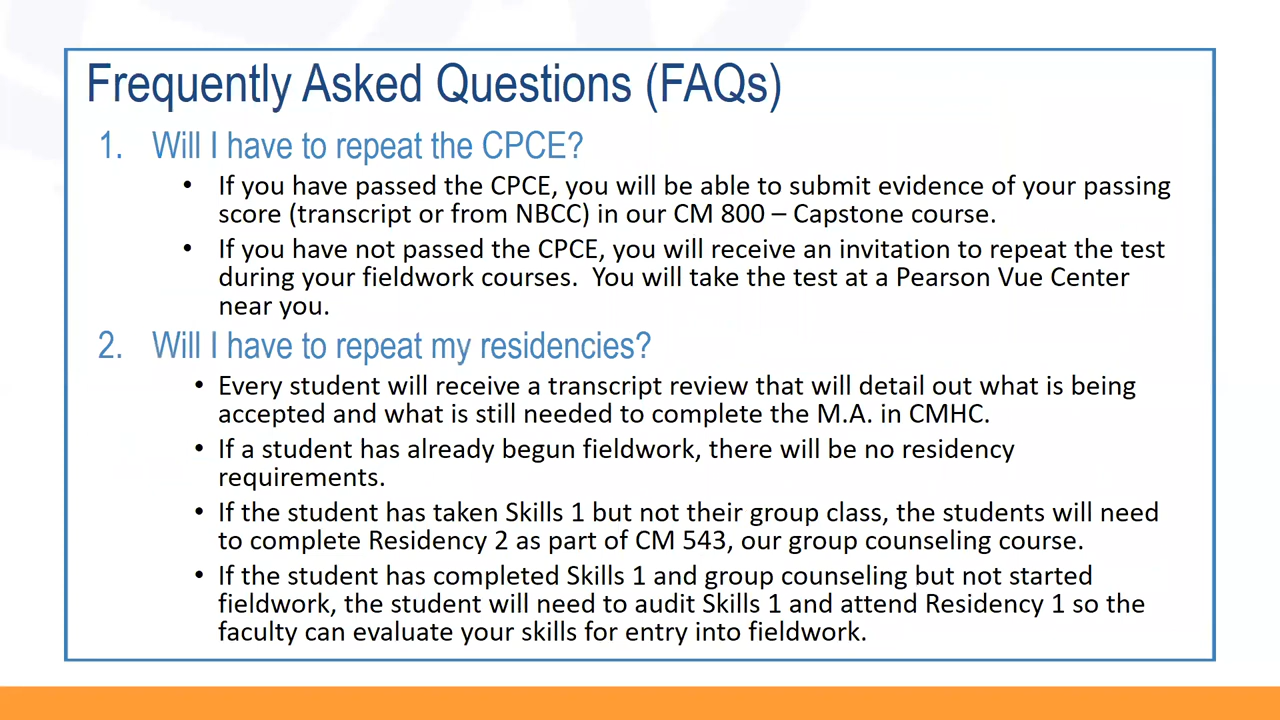 Frequently Asked Questions (FAQs)
1. Will I have to repeat the CPCE?
• If you have passed the CPCE, you will be able to submit evidence of your passing
score (transcript or from NBCC) in our CM 800 – Capstone course.
• If you have not passed the CPCE, you will receive an invitation to repeat the test
during your fieldwork courses.  You will take the test at a Pearson Vue Center
near you.
2. Will I have to repeat my residencies?
• Every student will receive a transcript review that will detail out what is being
accepted and what is still needed to complete the M.A. in CMHC.
• If a student has already begun fieldwork, there will be no residency
requirements.
• If the student has taken Skills 1 but not their group class, the students will need
to complete Residency 2 as part of CM 543, our group counseling course.
• If the student has completed Skills 1 and group counseling but not started
fieldwork, the student will need to audit Skills 1 and attend Residency 1 so the
faculty can evaluate your skills for entry into fieldwork.